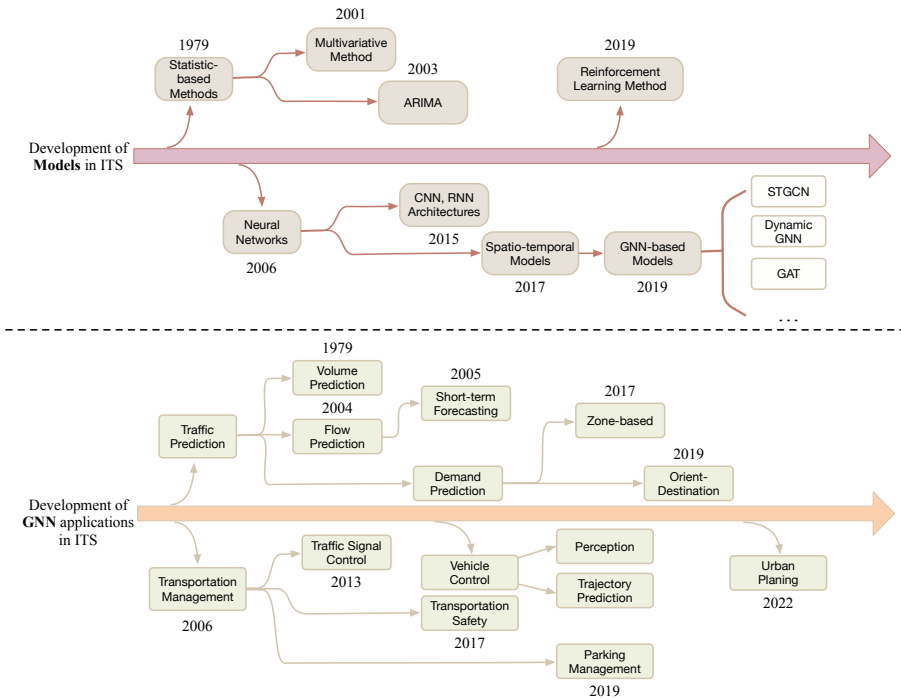 2001
1979
Multivariative
Method
2019
Statistic-
based
Methods
2003
Reinforcement
Learning Method
ARIMA
Development of
Models in ITS
STGCN
CNN, RNN
Architectures
Neural
Networks
2015
Dynamic
GNN
Spatio-temporal
Models
GNN-based
Models
2006
2017
2019
GAT
...
1979
Volume
Prediction
2005
2004
Short-term
Forecasting
2017
Traffic
Prediction
Flow
Prediction
Zone-based
2019
Demand
Prediction
Orient-
Destination
Development of
GNN applications
in ITS
Traffic Signal
Control
2013
Vehicle
Control
Perception
Urban
Planing
2022
Transportation
Management
2006
Trajectory
Prediction
Transportation
Safety
2017
Parking
Management
2019